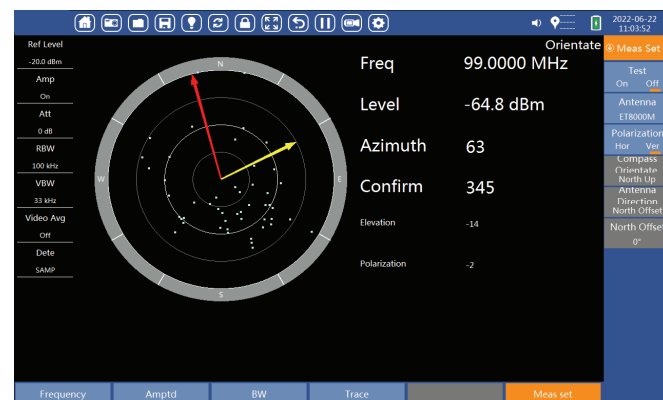 2022-06-22
11:03:52
Ref Level
-20.0 dBm
Amp
On
Att
0 dB
RBW
100 kHz
VBW
33 kHz
Video Avg
Off
Dete
SAMP
N
W
E
S
Orientate
Freq 99.0000 MHz
Level -64.8 dBm
Azimuth 63
Confirm 345
Elevation -14
Polarization -2
Meas Set
Test
On Off
Antenna
ET8000M
Polarization
Hor Ver
Compass
Orientate
North Up
Antenna
Direction
North Offset
North Offse
0°
Frequency Amptd BW Trace Meas set